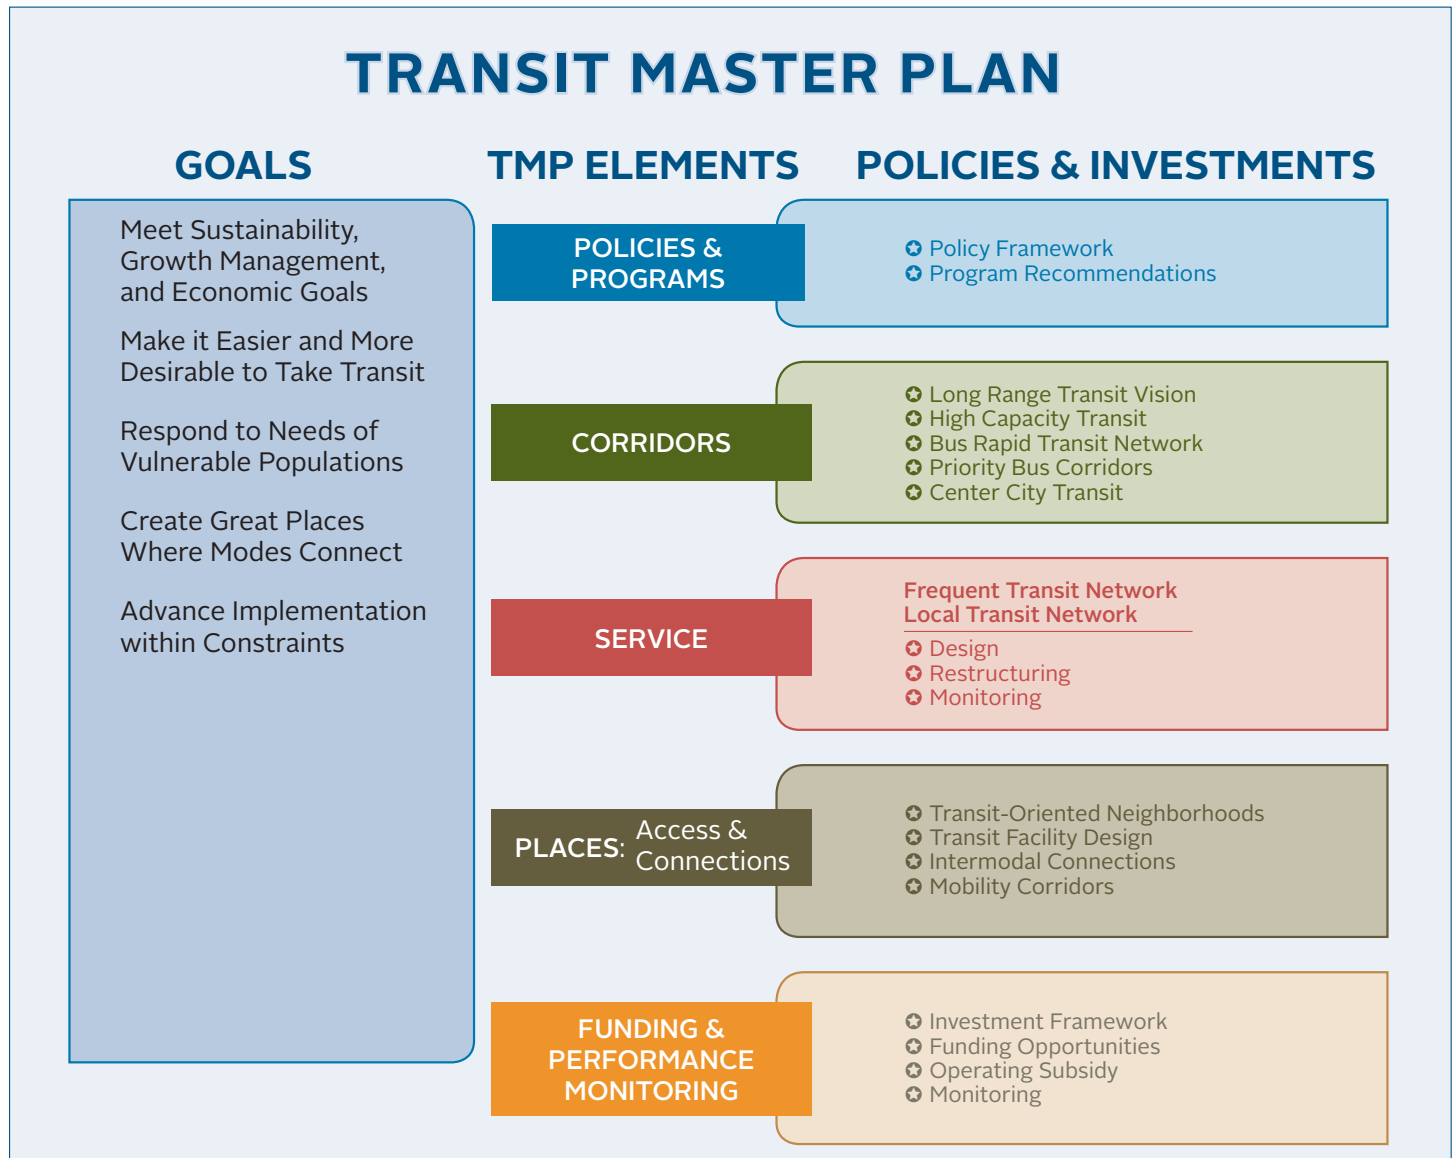 TRANSIT MASTER PLAN
GOALS
Meet Sustainability,
Growth Management,
and Economic Goals
Make it Easier and More
Desirable to Take Transit
Respond to Needs of
Vulnerable Populations
Create Great Places
Where Modes Connect
Advance Implementation
within Constraints
TMP ELEMENTS
POLICIES & INVESTMENTS
POLICIES &
PROGRAMS
✪ Policy Framework
✪ Program Recommendations
CORRIDORS
✪ Long Range Transit Vision
✪ High Capacity Transit
✪ Bus Rapid Transit Network
✪ Priority Bus Corridors
✪ Center City Transit
SERVICE
Frequent Transit Network
Local Transit Network
✪ Design
✪ Restructuring
✪ Monitoring
PLACES: Access &
Connections
✪ Transit-Oriented Neighborhoods
✪ Transit Facility Design
✪ Intermodal Connections
✪ Mobility Corridors
FUNDING &
PERFORMANCE
MONITORING
✪ Investment Framework
✪ Funding Opportunities
✪ Operating Subsidy
✪ Monitoring